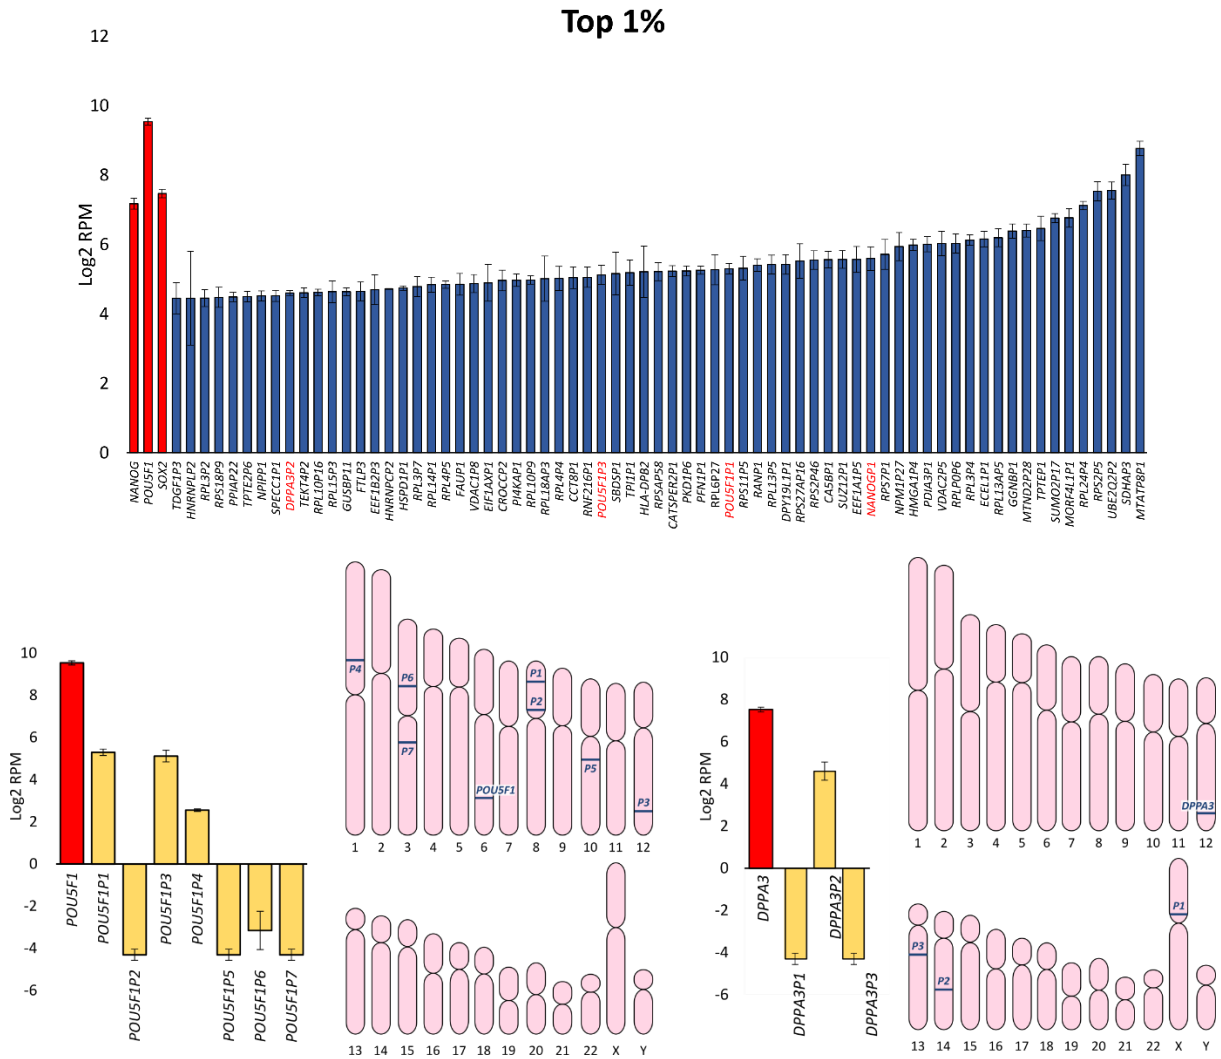 Top 1%
12
10
8
6
4
2
0
Log2 RPM
NANOG
POU5F1
SOX2
TDGF1P3
HNRNPLP2
RPL3P2
RPS18P9
PPIAP22
TPTE2P6
NPIPP1
SPECC1P1
DPPA3P2
TEKT4P2
RPL10P16
RPL15P3
GUSBP11
FTLP3
EEF1B2P3
HNRNPCP2
HSPD1P1
RPL37P7
RPL14P1
RPL4P5
FAUP1
VDAC1P8
EIF1AXP1
CROCCP2
PI4KAP1
RPL10P9
RPL18AP3
RPL4P4
CCT8P1
RNF216P1
POU5F1P3
SBDSP1
TPI1P1
HLA-DPB2
RPSAP58
CATSPER2P1
PKD1P6
PFN1P1
RPL6P27
POU5F1P1
RPS11P5
RANP1
RPL13P5
DPY19L1P1
RPS27AP16
RPS2P46
CA5BP1
SUZ12P1
EEF1A1P5
NANOGP1
RPS7P1
NPM1P27
HMGA1P4
PDIA3P1
VDAC2P5
RPLP0P6
RPL3P4
ECEL1P1
RPL13AP5
GGNBP1
MTND2P28
TPTEP1
SUMO2P17
MORF4L1P1
RPL24P4
RPS2P5
UBE2Q2P2
SDHAP3
MTATP8P1
10
8
6
4
2
0
-2
-4
-6
Log2 RPM
POU5F1
POU5F1P1
POU5F1P2
POU5F1P3
POU5F1P4
POU5F1P5
POU5F1P6
POU5F1P7
P4
P6
P7
POU5F1
P1
P2
P5
P3
1 2 3 4 5 6 7 8 9 10 11 12
13 14 15 16 17 18 19 20 21 22 X Y
10
8
6
4
2
0
-2
-4
-6
Log2 RPM
DPPA3
DPPA3P1
DPPA3P2
DPPA3P3
DPPA3
1 2 3 4 5 6 7 8 9 10 11 12
P3
P2
P1
13 14 15 16 17 18 19 20 21 22 X Y